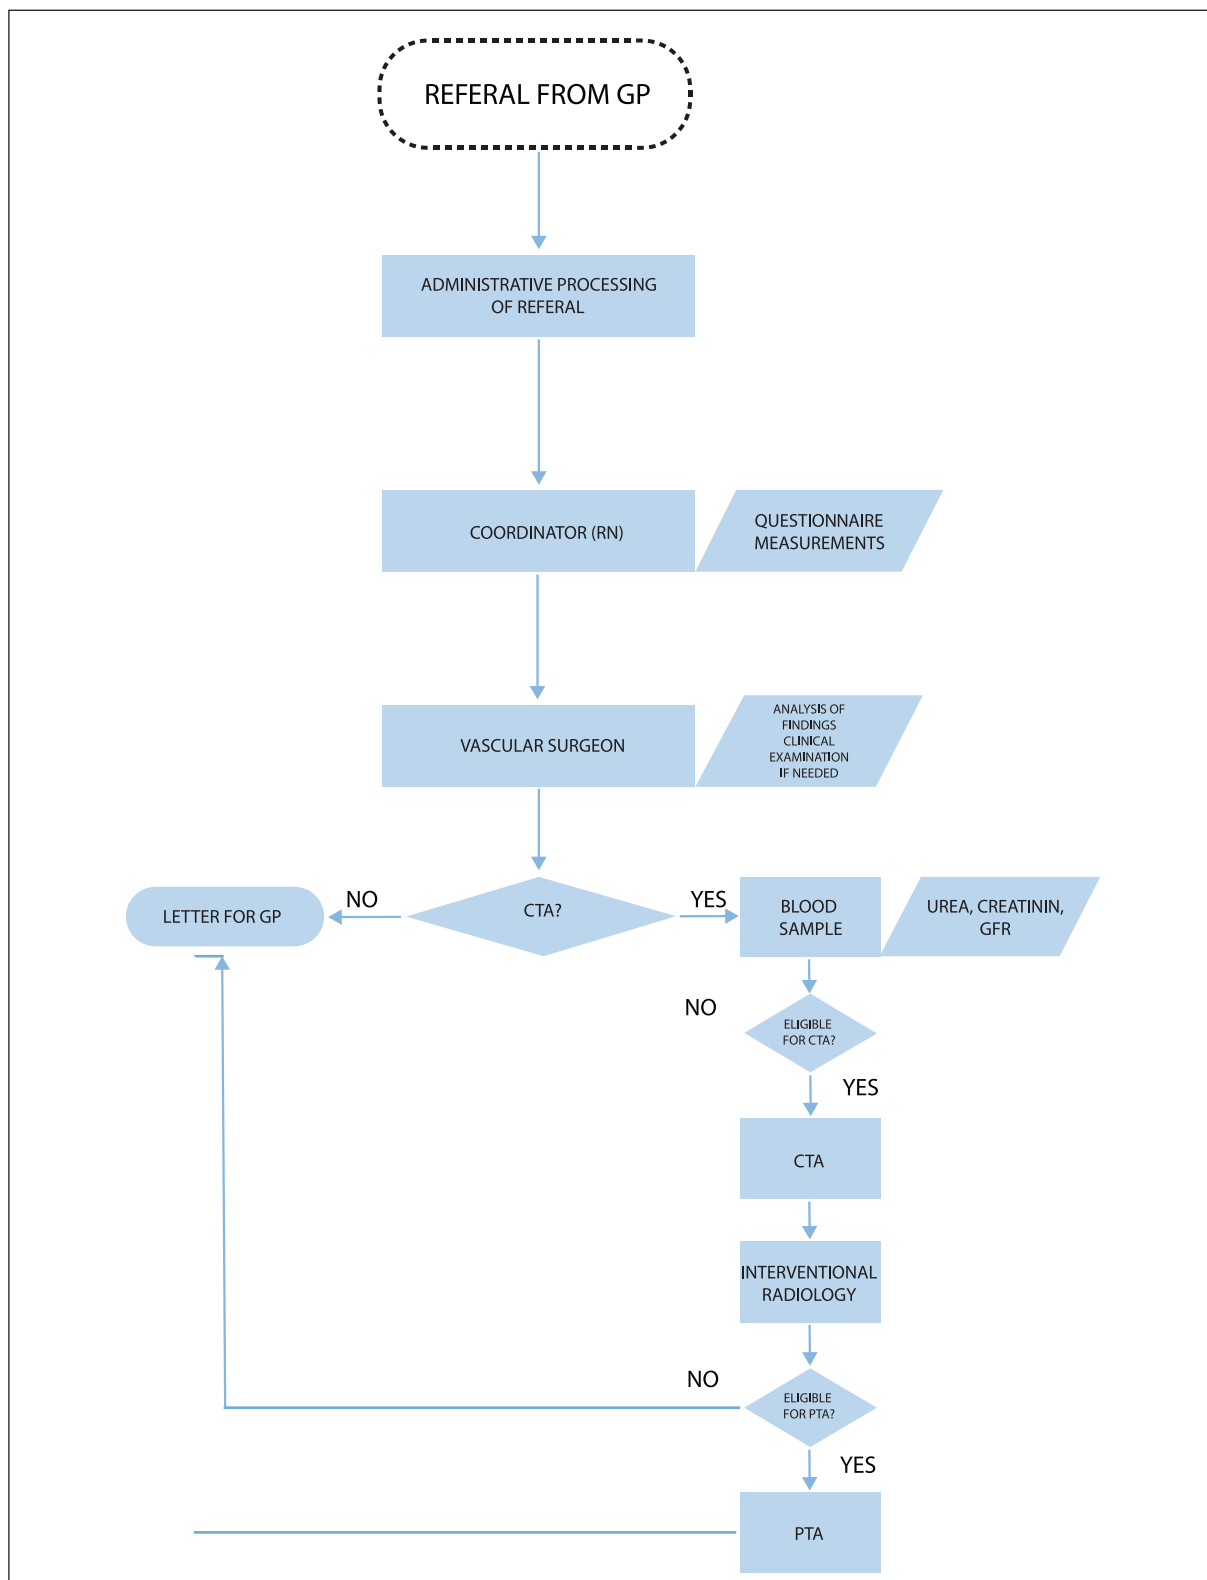 REFERAL FROM GP
ADMINISTRATIVE PROCESSING
OF REFERAL
COORDINATOR (RN)
QUESTIONNAIRE
MEASUREMENTS
VASCULAR SURGEON
ANALYSIS OF
FINDINGS
CLINICAL
EXAMINATION
IF NEEDED
LETTER FOR GP
NO
CTA?
YES
BLOOD
SAMPLE
UREA, CREATININ,
GFR
NO
ELIGIBLE
FOR CTA?
YES
CTA
INTERVENTIONAL
RADIOLOGY
NO
ELIGIBLE
FOR PTA?
YES
PTA